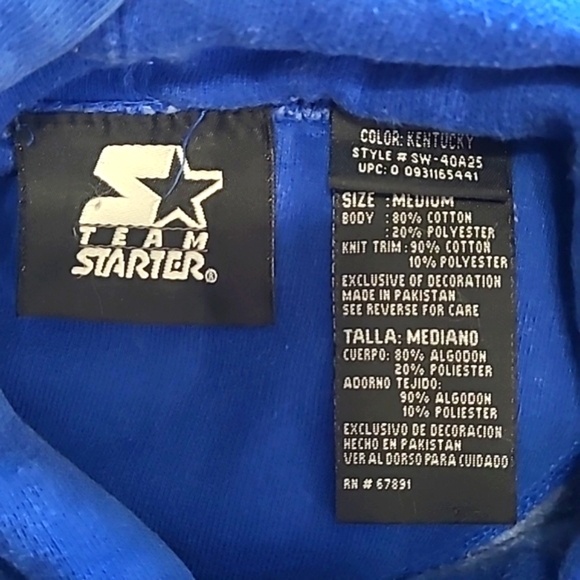 TEAM
STARTER®
COLOR: KENTUCKY
STYLE # SW-40A25
UPC: 0 0931165441
SIZE : MEDIUM
BODY : 80% COTTON
: 20% POLYESTER
KNIT TRIM : 90% COTTON
10% POLYESTER
EXCLUSIVE OF DECORATION
MADE IN PAKISTAN
SEE REVERSE FOR CARE
TALLA: MEDIANO
CUERPO: 80% ALGODON
20% POLIESTER
ADORNO TEJIDO:
90% ALGODON
10% POLIESTER
EXCLUSIVO DE DECORACION
HECHO EN PAKISTAN
VER AL DORSO PARA CUIDADO
RN # 67891